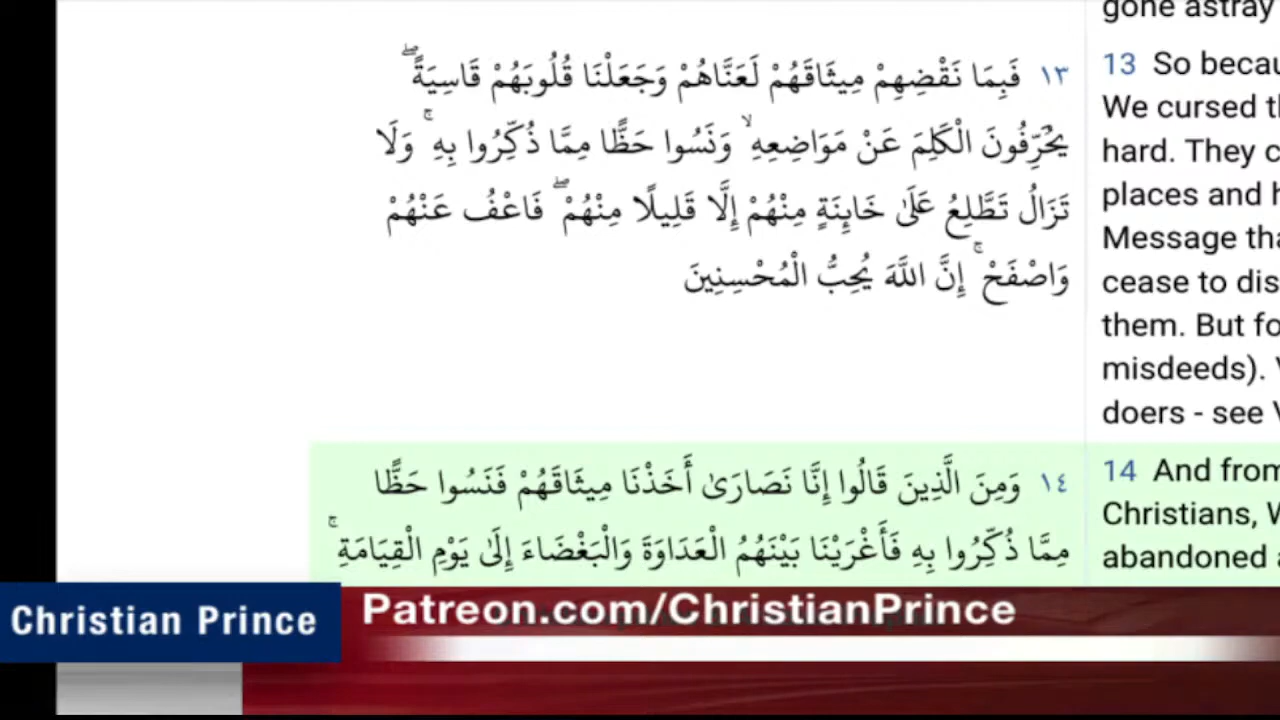 ١٣ فَبِمَا نَقْضِهِمْ مِيثَاقَهُمْ لَعَنَّاهُمْ وَجَعَلْنَا قُلُوبَهُمْ قَاسِيَةً ۖ
يُحَرِّفُونَ الْكَلِمَ عَنْ مَوَاضِعِهِ ۙ وَنَسُوا حَظًّا مِمَّا ذُكِّرُوا بِهِ ۚ وَلَا
تَزَالُ تَطَّلِعُ عَلَىٰ خَائِنَةٍ مِنْهُمْ إِلَّا قَلِيلًا مِنْهُمْ ۖ فَاعْفُ عَنْهُمْ
وَاصْفَحْ ۚ إِنَّ اللَّهَ يُحِبُّ الْمُحْسِنِينَ
١٤ وَمِنَ الَّذِينَ قَالُوا إِنَّا نَصَارَىٰ أَخَذْنَا مِيثَاقَهُمْ فَنَسُوا حَظًّا
مِمَّا ذُكِّرُوا بِهِ فَأَغْرَيْنَا بَيْنَهُمُ الْعَدَاوَةَ وَالْبَغْضَاءَ إِلَىٰ يَوْمِ الْقِيَامَةِ ۚ
gone astray
13 So becau
We cursed th
hard. They c
places and h
Message tha
cease to dis
them. But fo
misdeeds). V
doers - see V
14 And from
Christians, W
abandoned a
Christian Prince
Patreon.com/ChristianPrince